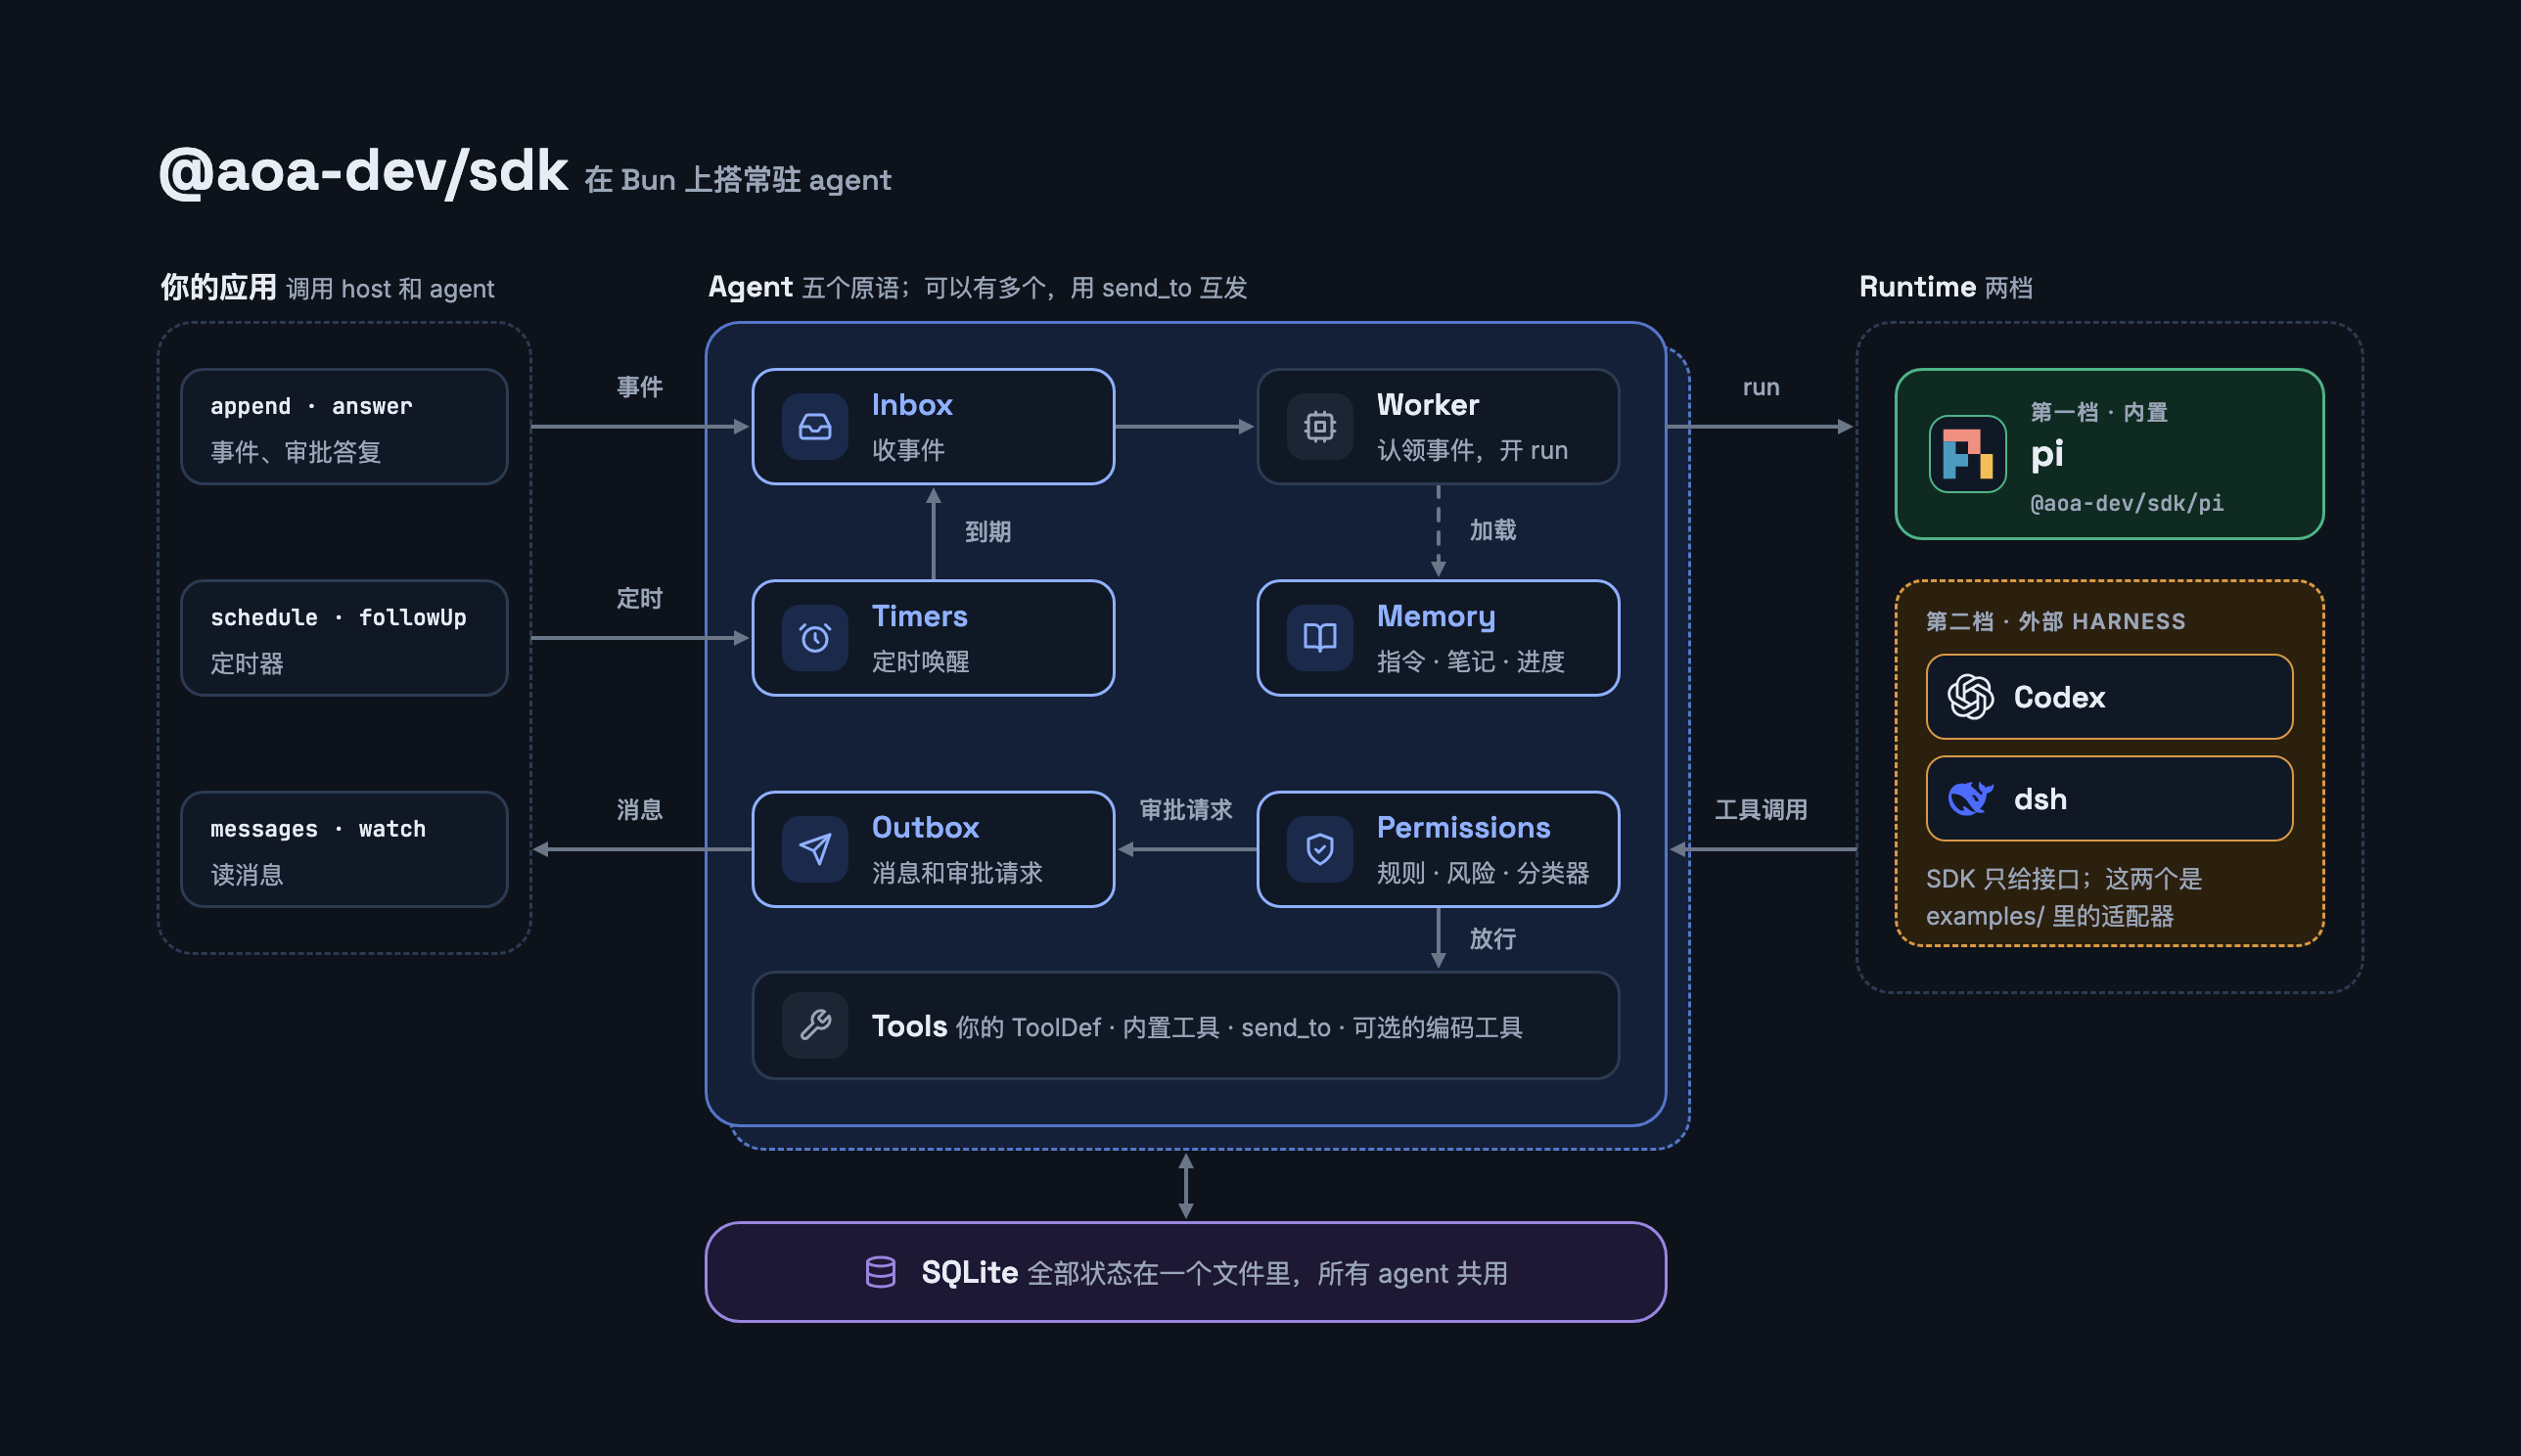 @aoa-dev/sdk 在 Bun 上搭常驻 agent
你的应用 调用 host 和 agent
append · answer
事件、审批答复
schedule · followUp
定时器
messages · watch
读消息
事件
定时
消息
Agent 五个原语；可以有多个，用 send_to 互发
Inbox
收事件
Worker
认领事件，开 run
到期
加载
Timers
定时唤醒
Memory
指令 · 笔记 · 进度
Outbox
消息和审批请求
审批请求
Permissions
规则 · 风险 · 分类器
放行
Tools 你的 ToolDef · 内置工具 · send_to · 可选的编码工具
run
工具调用
Runtime 两档
第一档 · 内置
pi
@aoa-dev/sdk/pi
第二档 · 外部 HARNESS
Codex
dsh
SDK 只给接口；这两个是
examples/ 里的适配器
SQLite 全部状态在一个文件里，所有 agent 共用